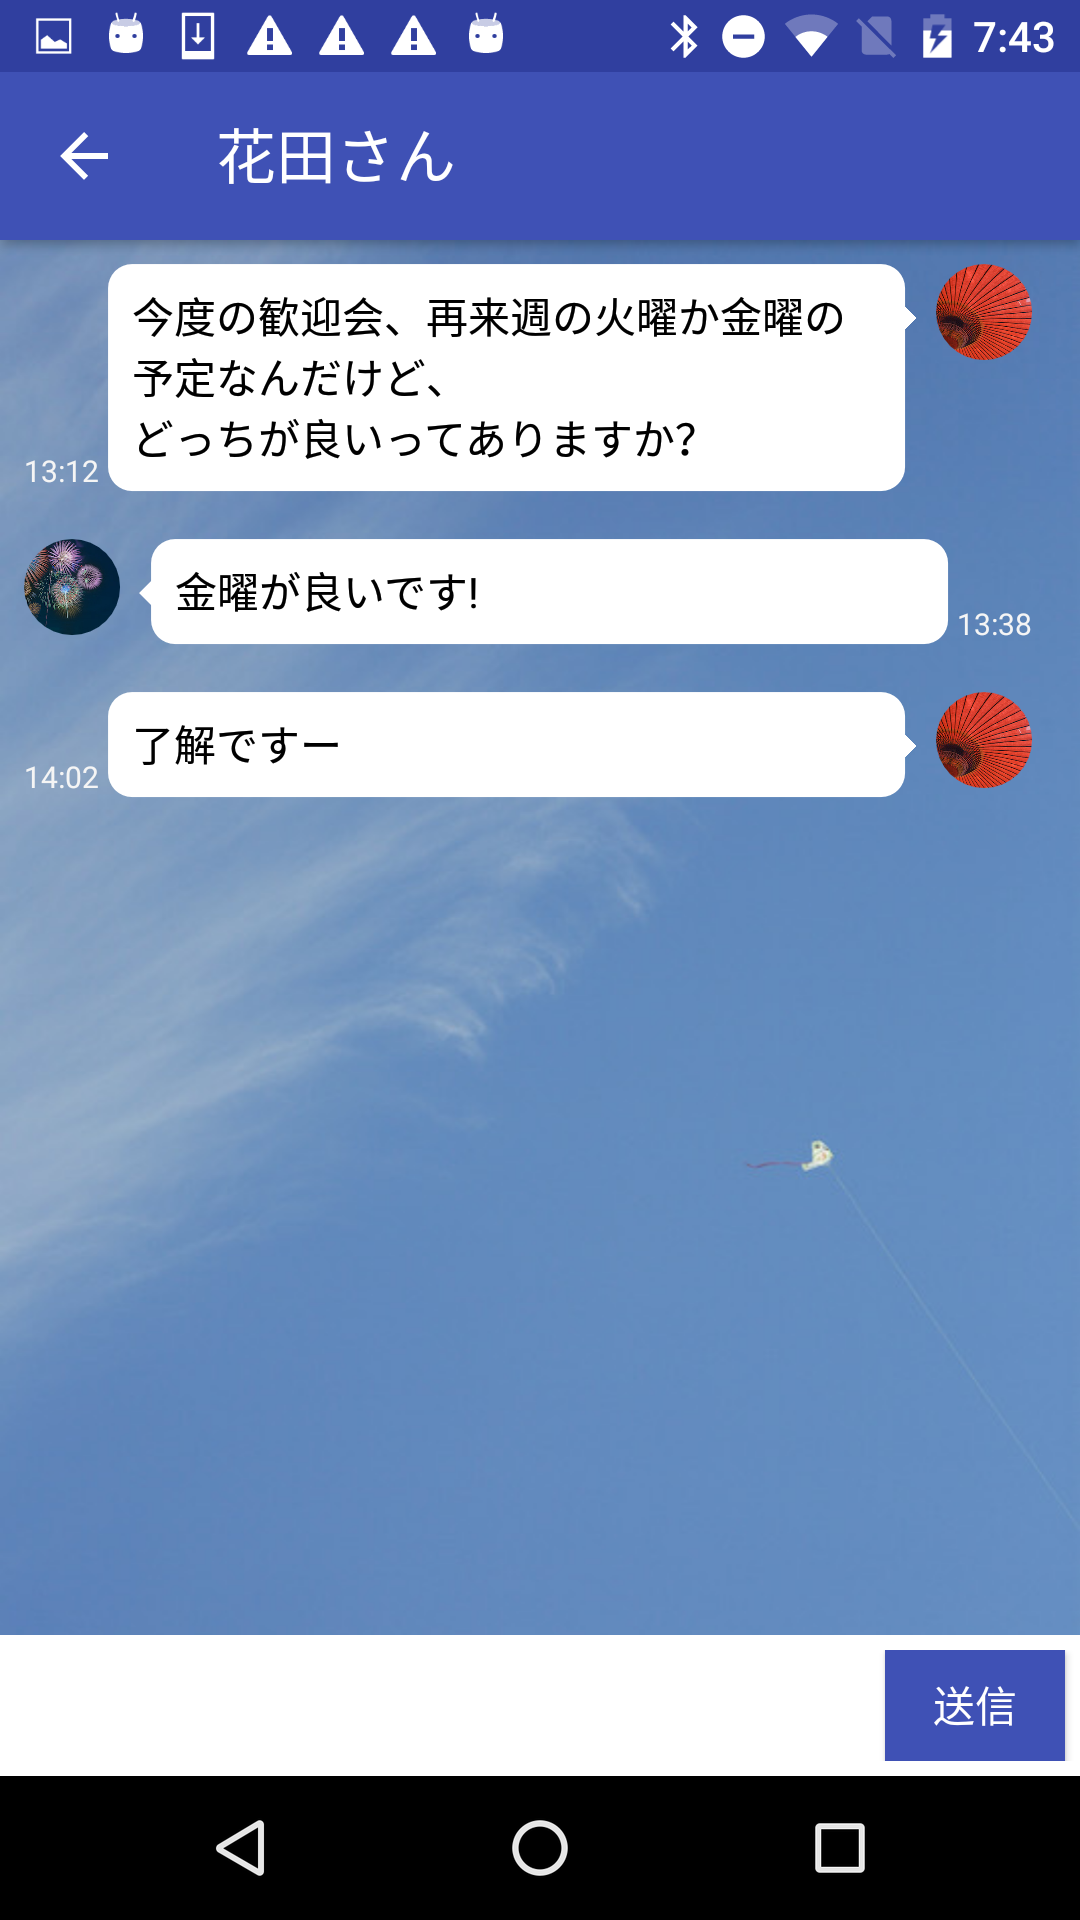 7:43
花田さん
今度の歓迎会、再来週の火曜か金曜の
予定なんだけど、
どっちが良いってありますか?
13:12
金曜が良いです!
13:38
了解ですー
14:02
送信